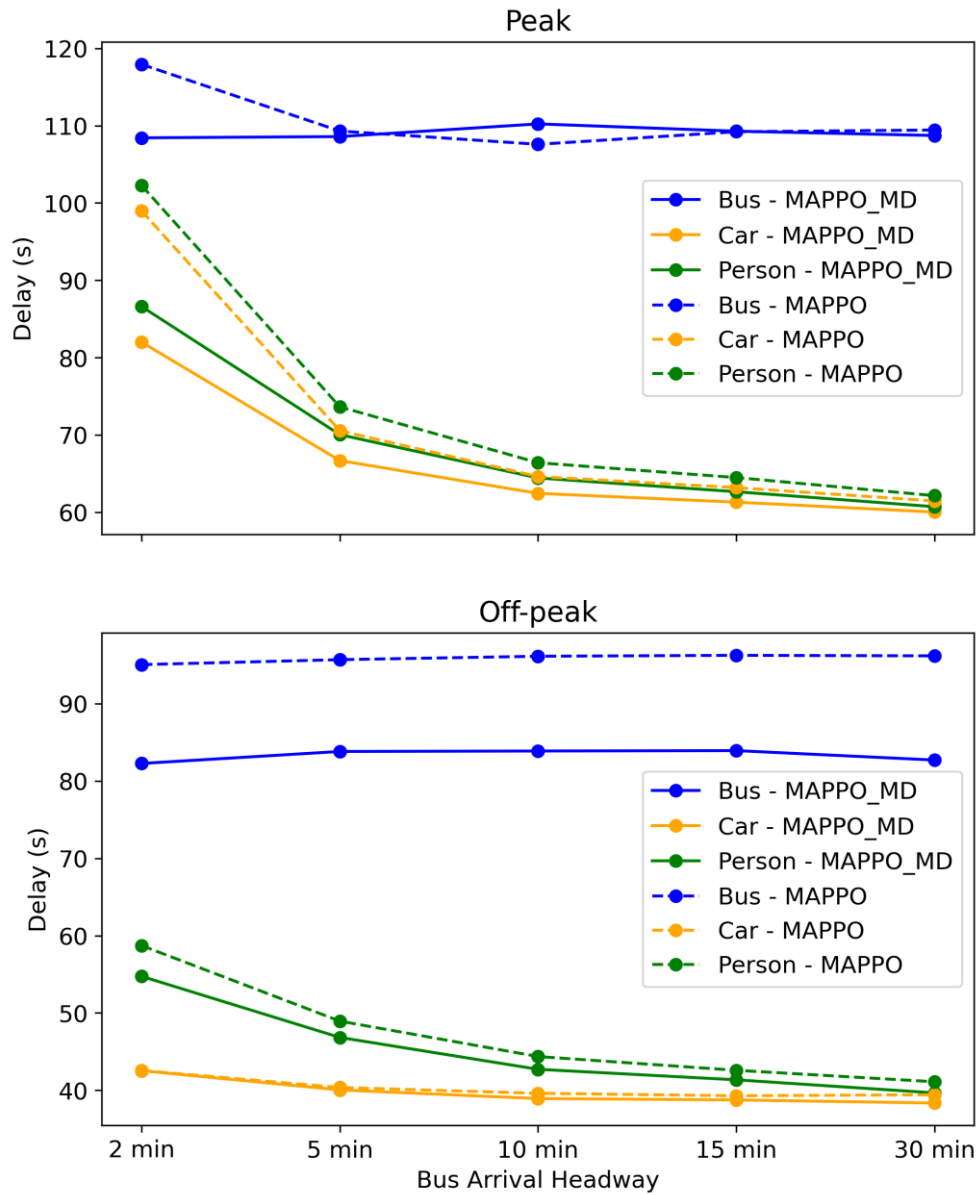 Peak
120
110
100
90
80
70
60
Delay (s)
Bus - MAPPO_MD
Car - MAPPO_MD
Person - MAPPO_MD
Bus - MAPPO
Car - MAPPO
Person - MAPPO
Off-peak
90
80
70
60
50
40
Delay (s)
Bus - MAPPO_MD
Car - MAPPO_MD
Person - MAPPO_MD
Bus - MAPPO
Car - MAPPO
Person - MAPPO
2 min 5 min 10 min 15 min 30 min
Bus Arrival Headway